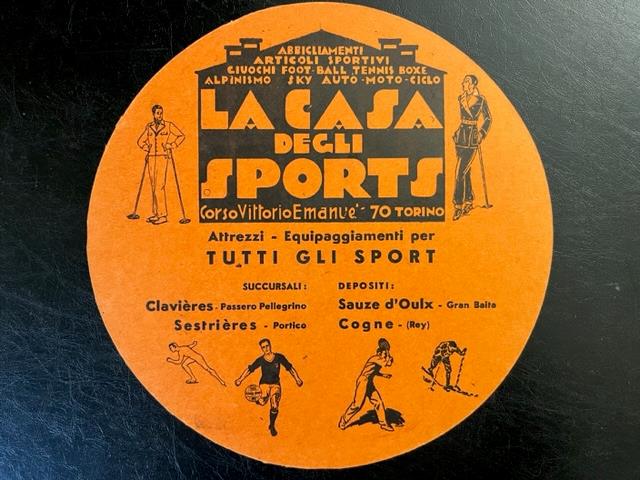 ABBIGLIAMENTI
ARTICOLI SPORTIVI
GIUOCHI FOOT-BALL TENNIS BOXE
ALPINISMO SKY AUTO-MOTO-CICLO
LA CASA
DEGLI
SPORTS
Corso Vittorio Emanue' - 70 TORINO
Attrezzi - Equipaggiamenti per
TUTTI GLI SPORT
SUCCURSALI:
Clavières - Passero Pellegrino
Sestrières - Portico
DEPOSITI:
Sauze d'Oulx - Gran Baita
Cogne - (Rey)